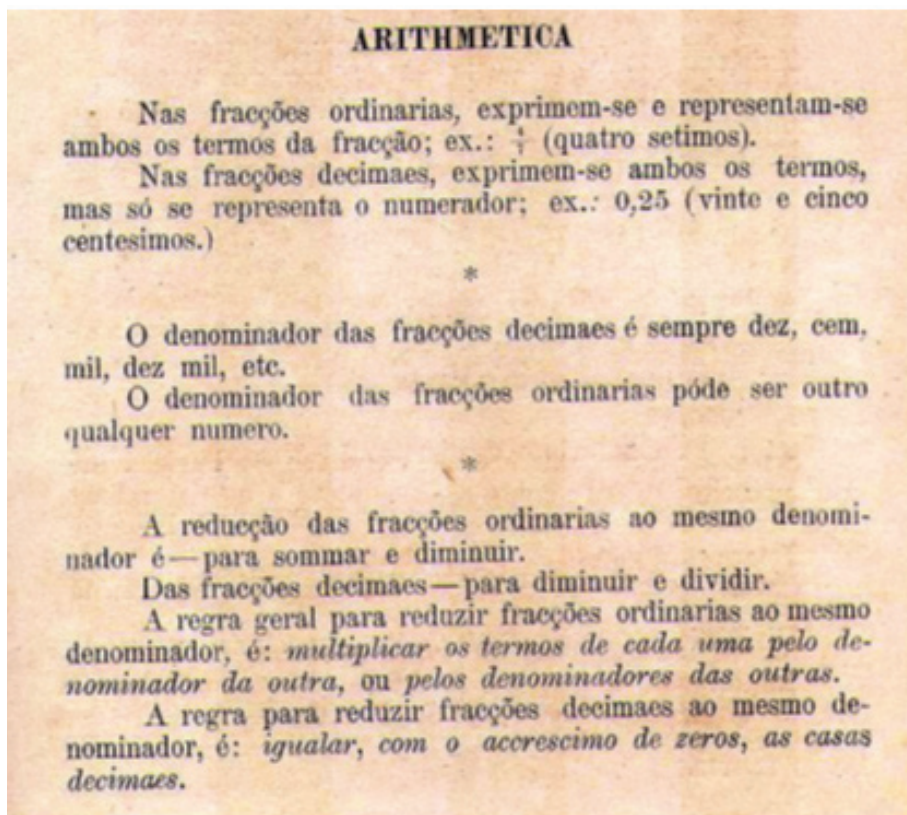 ARITHMETICA
Nas fracções ordinarias, exprimem-se e representam-se
ambos os termos da fracção; ex.: (quatro setimos).
Nas fracções decimaes, exprimem-se ambos os termos,
mas só se representa o numerador; ex.: 0,25 (vinte e cinco
centesimos.)
*
O denominador das fracções decimaes é sempre dez, cem,
mil, dez mil, etc.
O denominador das fracções ordinarias póde ser outro
qualquer numero.
*
A reducção das fracções ordinarias ao mesmo denomi-
nador é—para sommar e diminuir.
Das fracções decimaes—para diminuir e dividir.
A regra geral para reduzir fracções ordinarias ao mesmo
denominador, é: multiplicar os termos de cada uma pelo de-
nominador da outra, ou pelos denominadores das outras.
A regra para reduzir fracções decimaes ao mesmo de-
nominador, é: igualar, com o accrescimo de zeros, as casas
decimaes.